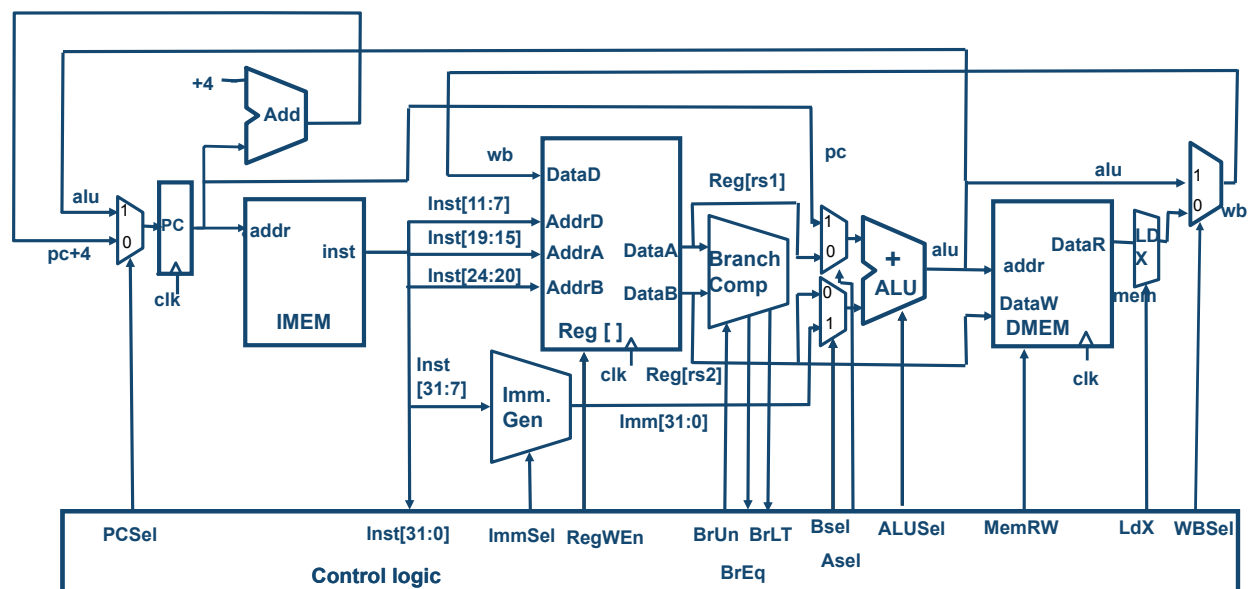 +4
Add
wb
pc
alu
pc+4
1
0
PC
clk
addr
inst
IMEM
Inst[11:7]
Inst[19:15]
Inst[24:20]
DataD
AddrD
AddrA
AddrB
DataA
DataB
Reg [ ]
clk
Reg[rs1]
Reg[rs2]
Branch
Comp
1
0
0
1
+
ALU
alu
addr
DataW
DataR
DMEM
clk
LD
X
mem
alu
1
0
wb
Inst
[31:7]
Imm.
Gen
Imm[31:0]
PCSel
Inst[31:0]
ImmSel
RegWEn
BrUn
BrLT
BrEq
Bsel
Asel
ALUSel
MemRW
LdX
WBSel
Control logic